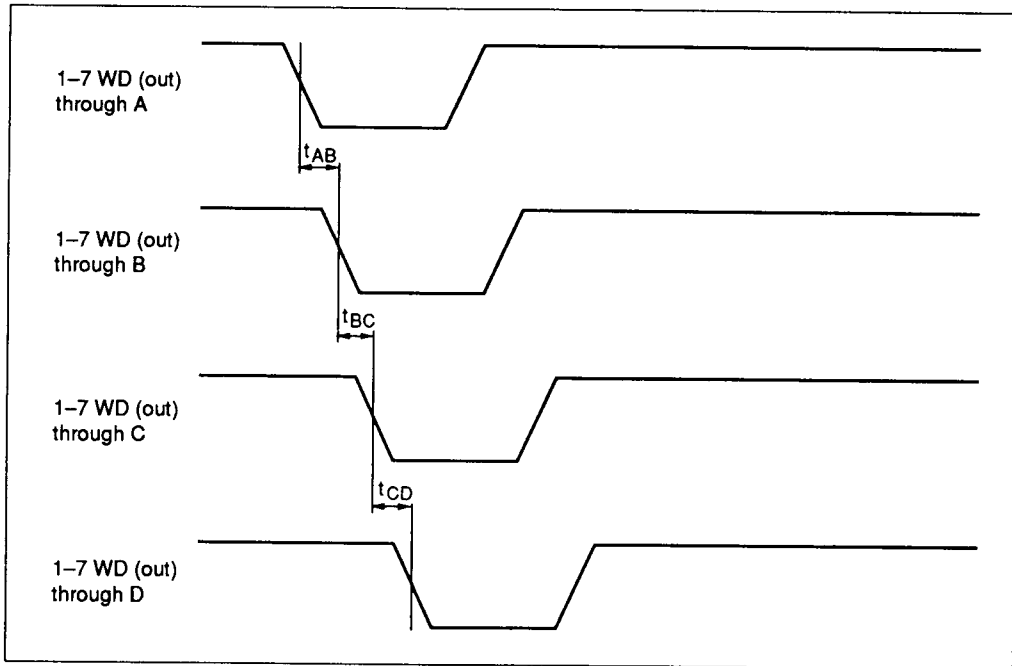 1–7 WD (out)
through A
tAB
1–7 WD (out)
through B
tBC
1–7 WD (out)
through C
tCD
1–7 WD (out)
through D